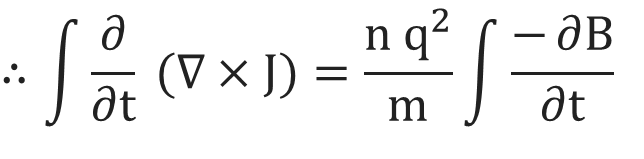 ∴ ∫ ∂/∂t (∇ × J) = n q²/m ∫ −∂B/∂t